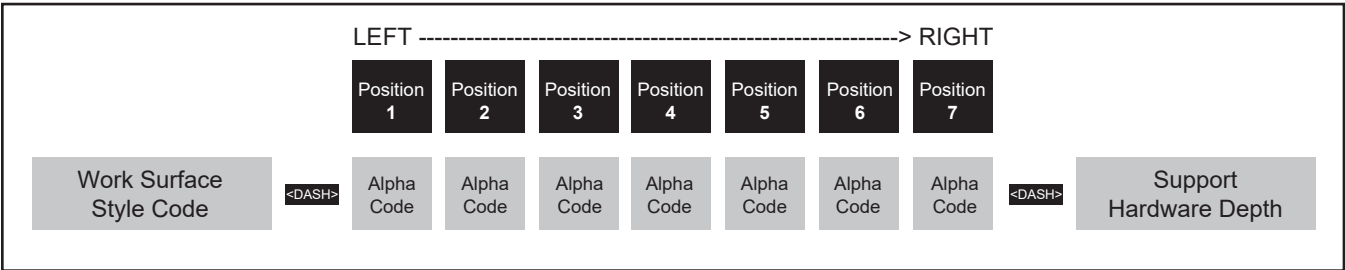 LEFT ------------------------------------------------------------> RIGHT
Position Position Position Position Position Position Position
1 2 3 4 5 6 7
Work Surface
Style Code
<DASH>
Alpha Alpha Alpha Alpha Alpha Alpha Alpha
Code Code Code Code Code Code Code
<DASH>
Support
Hardware Depth